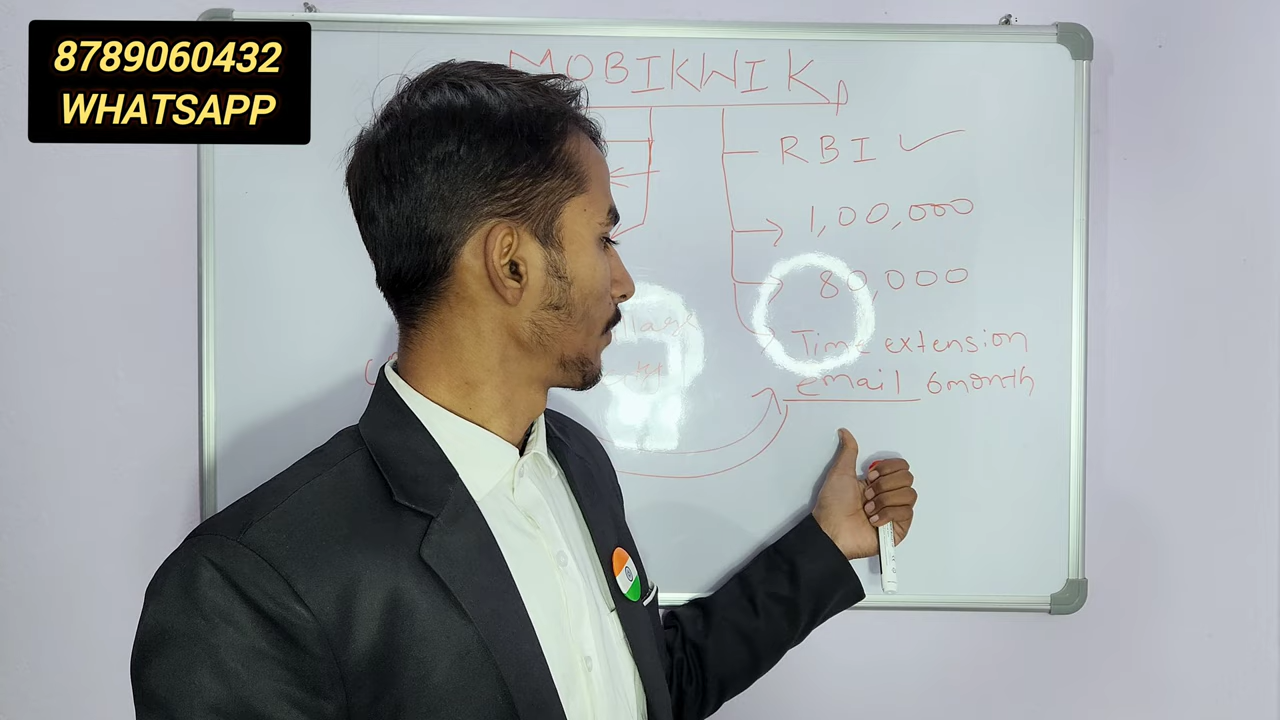 8789060432
WHATSAPP
MOBIKWIK
RBI
1,00,000
80,000
Time extension
email 6month